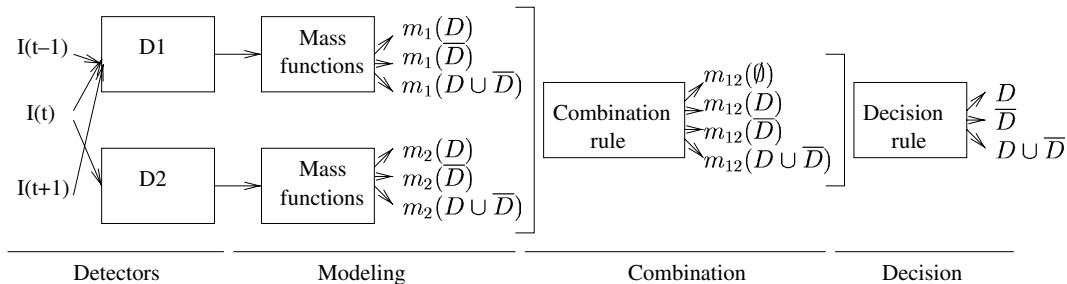 I(t–1)
I(t)
I(t+1)
D1
D2
Mass
functions
Mass
functions
m₁(D)
m₁(D̅)
m₁(D ∪ D̅)
m₂(D)
m₂(D̅)
m₂(D ∪ D̅)
Combination
rule
m₁₂(∅)
m₁₂(D)
m₁₂(D̅)
m₁₂(D ∪ D̅)
Decision
rule
D
D̅
D ∪ D̅
Detectors
Modeling
Combination
Decision